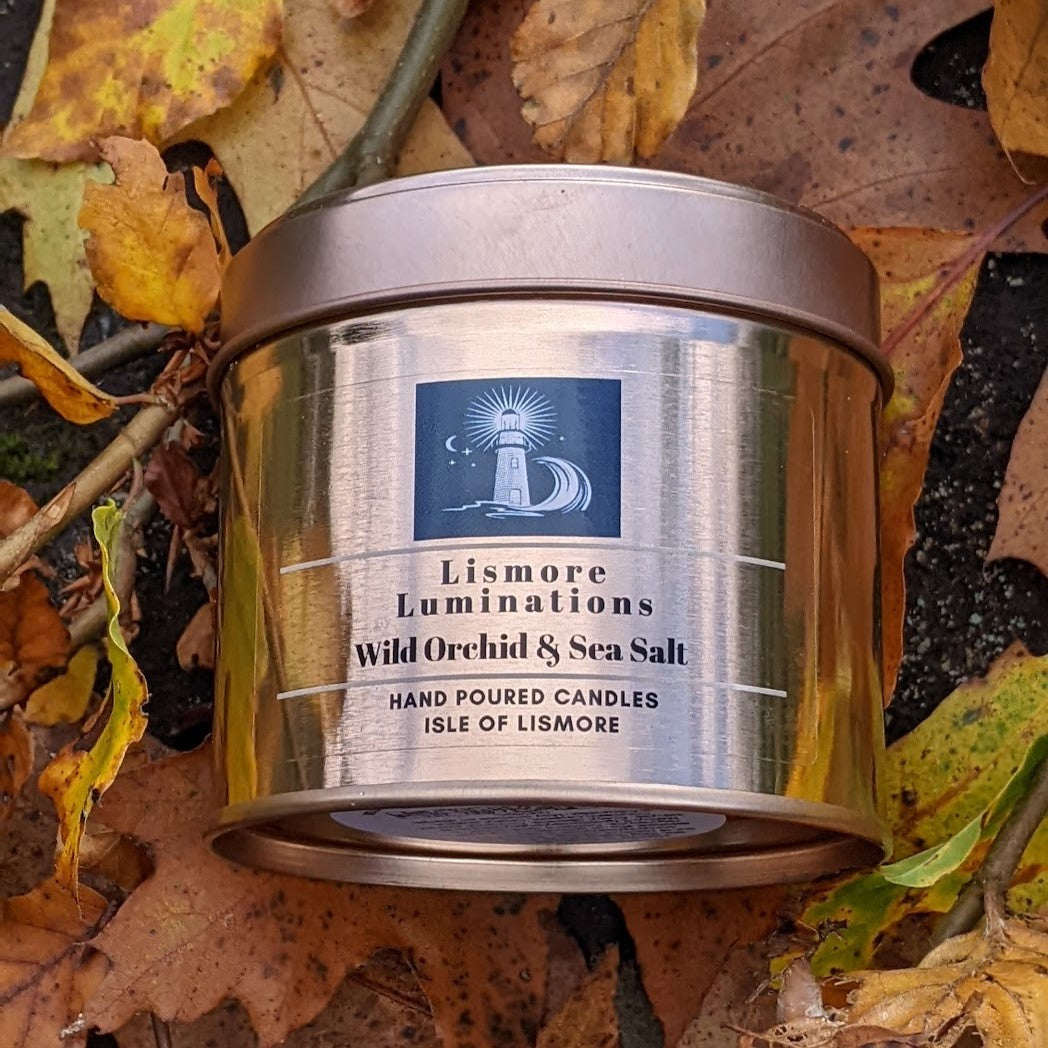 Lismore
Luminations
Wild Orchid & Sea Salt
HAND POURED CANDLES
ISLE OF LISMORE